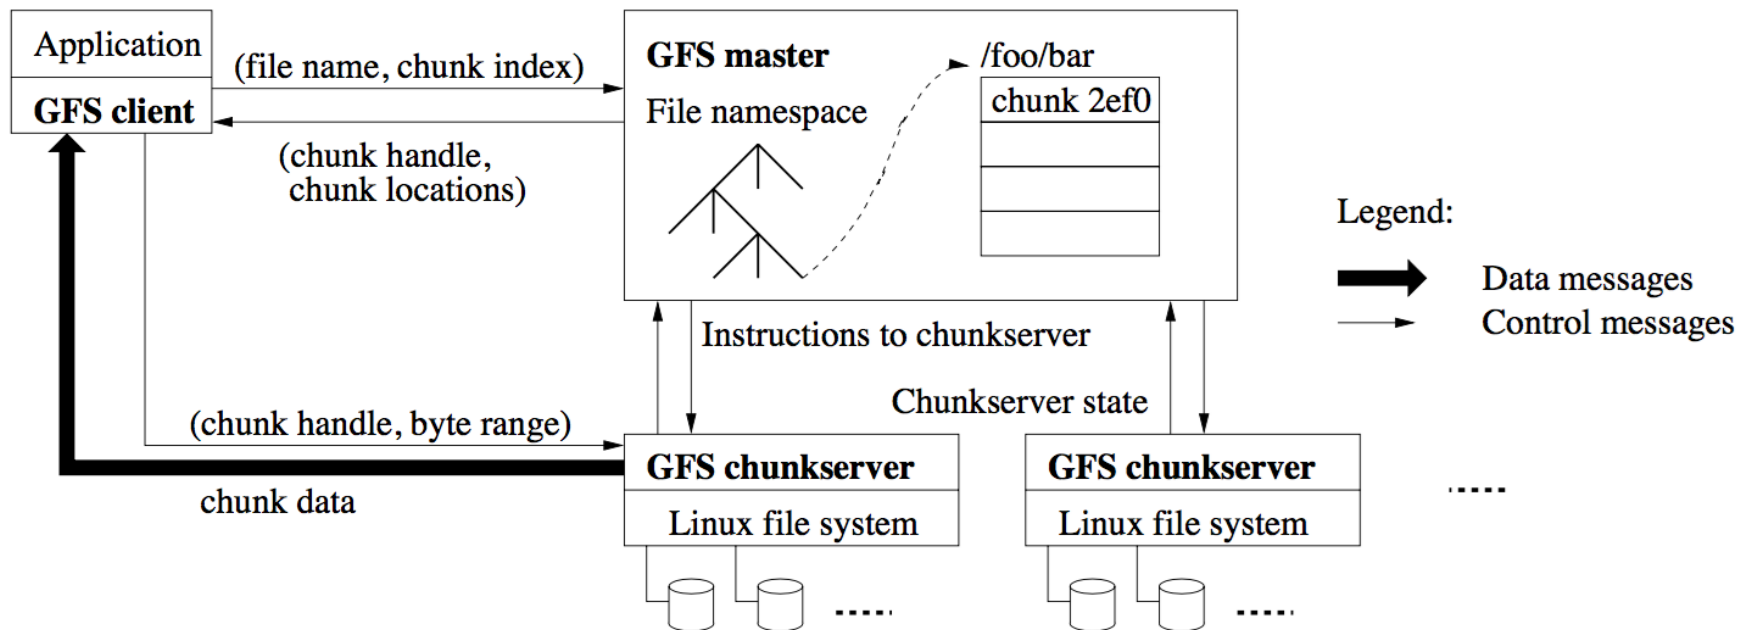 Application
GFS client
(file name, chunk index)
(chunk handle,
chunk locations)
GFS master
File namespace
/foo/bar
chunk 2ef0
Legend:
Data messages
Control messages
Instructions to chunkserver
Chunkserver state
(chunk handle, byte range)
chunk data
GFS chunkserver
Linux file system
GFS chunkserver
Linux file system